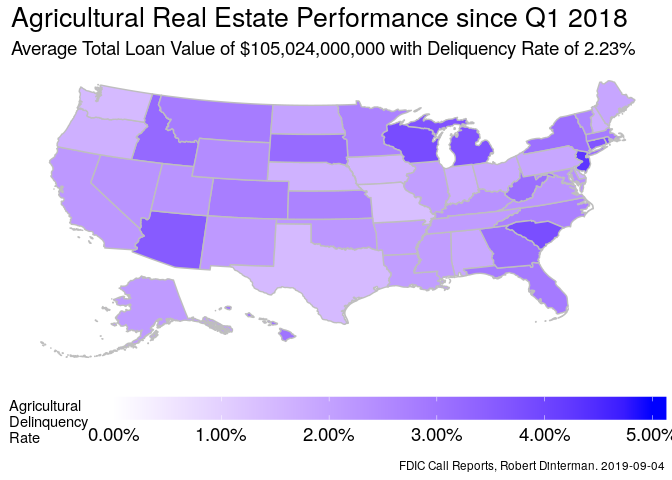 Agricultural Real Estate Performance since Q1 2018
Average Total Loan Value of $105,024,000,000 with Deliquency Rate of 2.23%
Agricultural
Delinquency
Rate
0.00% 1.00% 2.00% 3.00% 4.00% 5.00%
FDIC Call Reports, Robert Dinterman. 2019-09-04